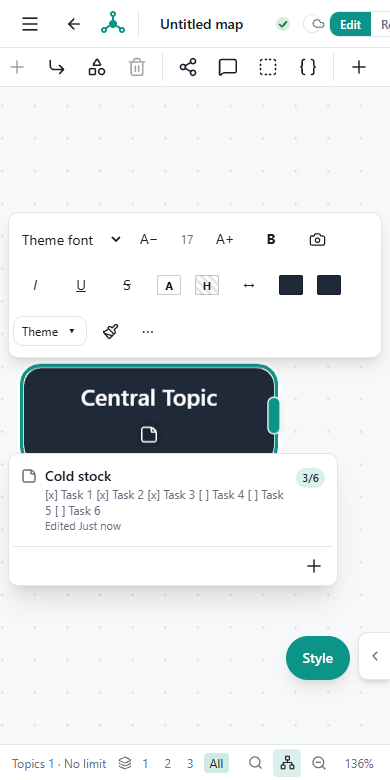 Untitled map
Edit
Theme font
A− 17 A+ B
I U S A H
Theme
Central Topic
Cold stock 3/6
[x] Task 1 [x] Task 2 [x] Task 3 [ ] Task 4 [ ] Task
5 [ ] Task 6
Edited Just now
Style
Topics 1 · No limit 1 2 3 All 136%